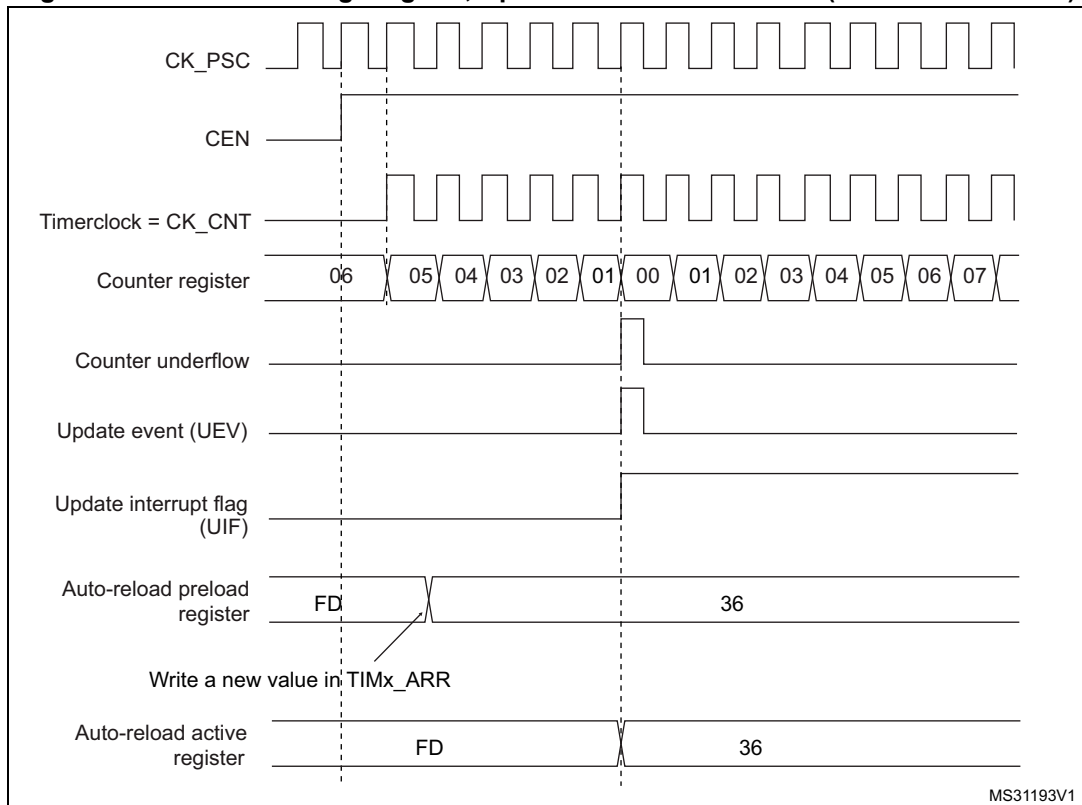 CK_PSC
CEN
Timerclock = CK_CNT
Counter register 06 05 04 03 02 01 00 01 02 03 04 05 06 07
Counter underflow
Update event (UEV)
Update interrupt flag
(UIF)
Auto-reload preload
register
FD 36
Write a new value in TIMx_ARR
Auto-reload active
register
FD 36
MS31193V1